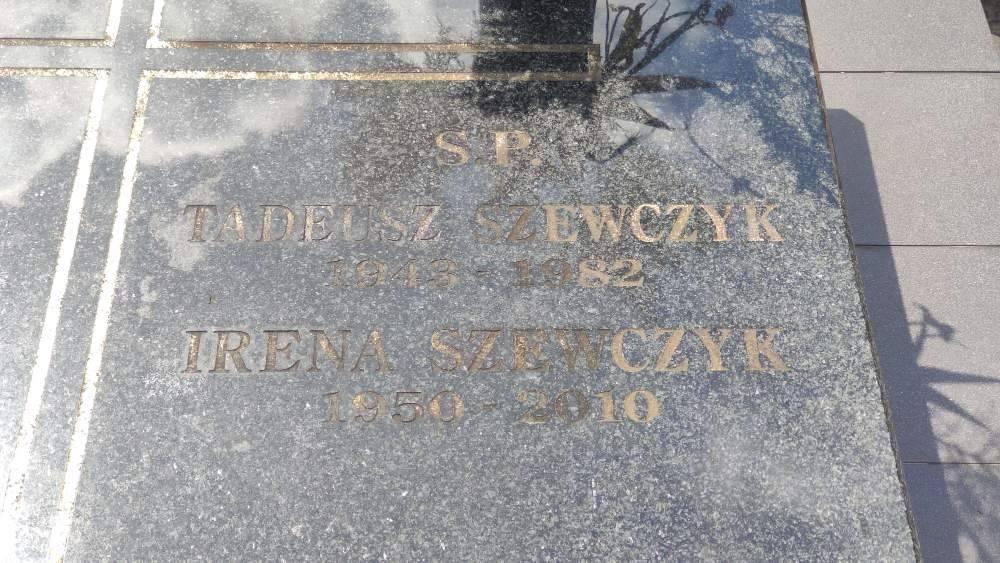 S.P.
TADEUSZ SZEWCZYK
1943 - 1982
IRENA SZEWCZYK
1950 - 2010